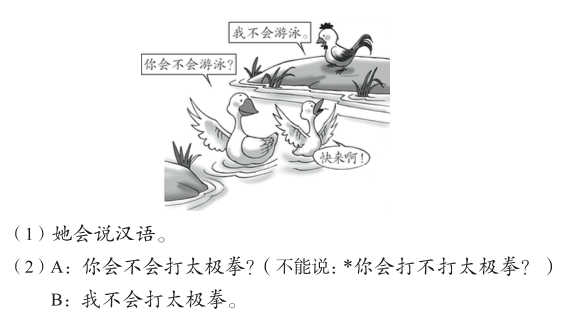 我不会游泳。
你会不会游泳？
快来啊！
（1）她会说汉语。
（2）A：你会不会打太极拳？（不能说：*你会打不打太极拳？）
B：我不会打太极拳。